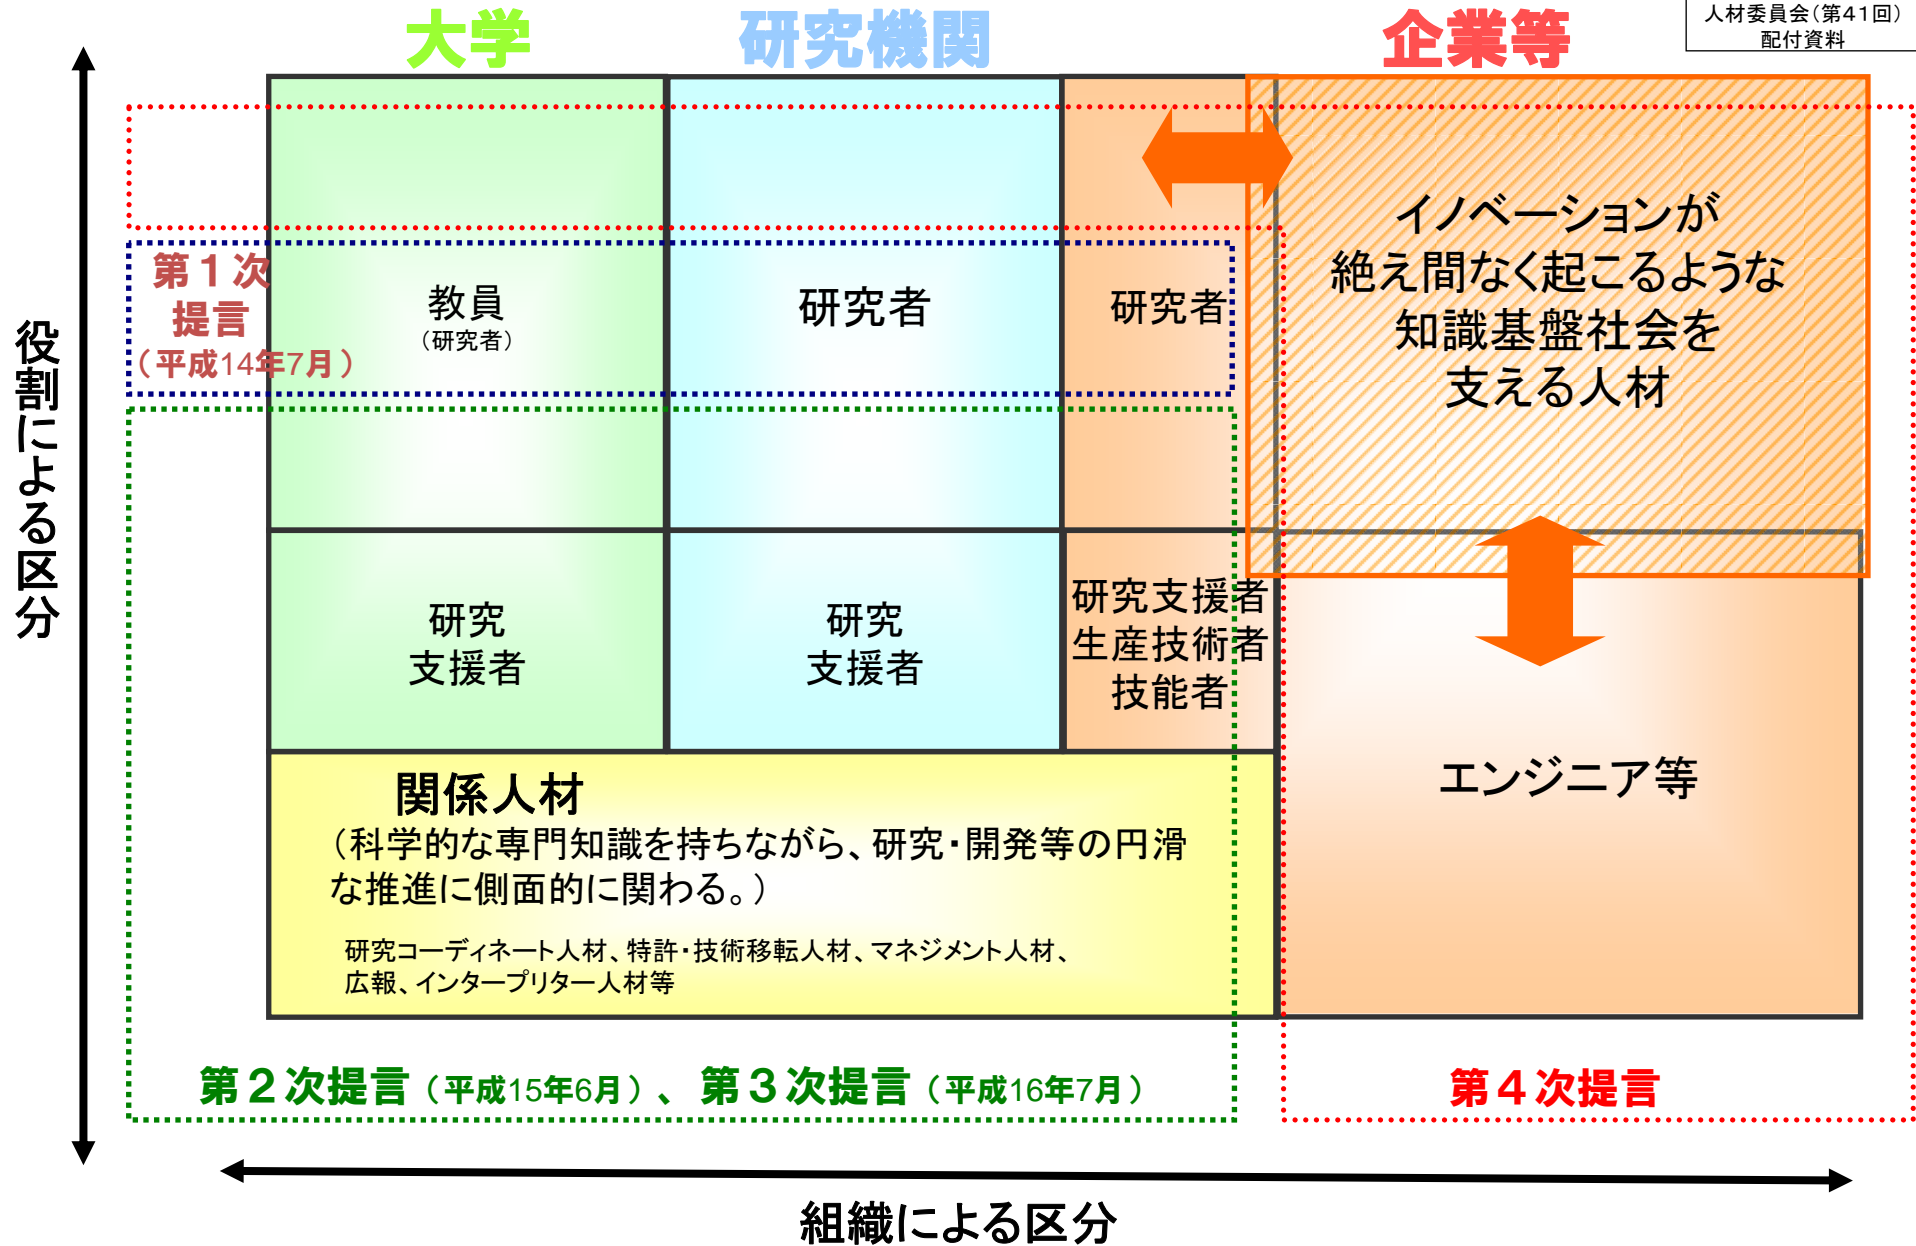 人材委員会(第41回)
配付資料
大学
研究機関
企業等
役割による区分
第１次
提言
（平成14年7月）
教員
（研究者）
研究者
研究者
イノベーションが
絶え間なく起こるような
知識基盤社会を
支える人材
研究
支援者
研究
支援者
研究支援者
生産技術者
技能者
エンジニア等
関係人材
（科学的な専門知識を持ちながら、研究・開発等の円滑
な推進に側面的に関わる。）
研究コーディネート人材、特許・技術移転人材、マネジメント人材、
広報、インタープリター人材等
第２次提言（平成15年6月）、第３次提言（平成16年7月）
第４次提言
組織による区分